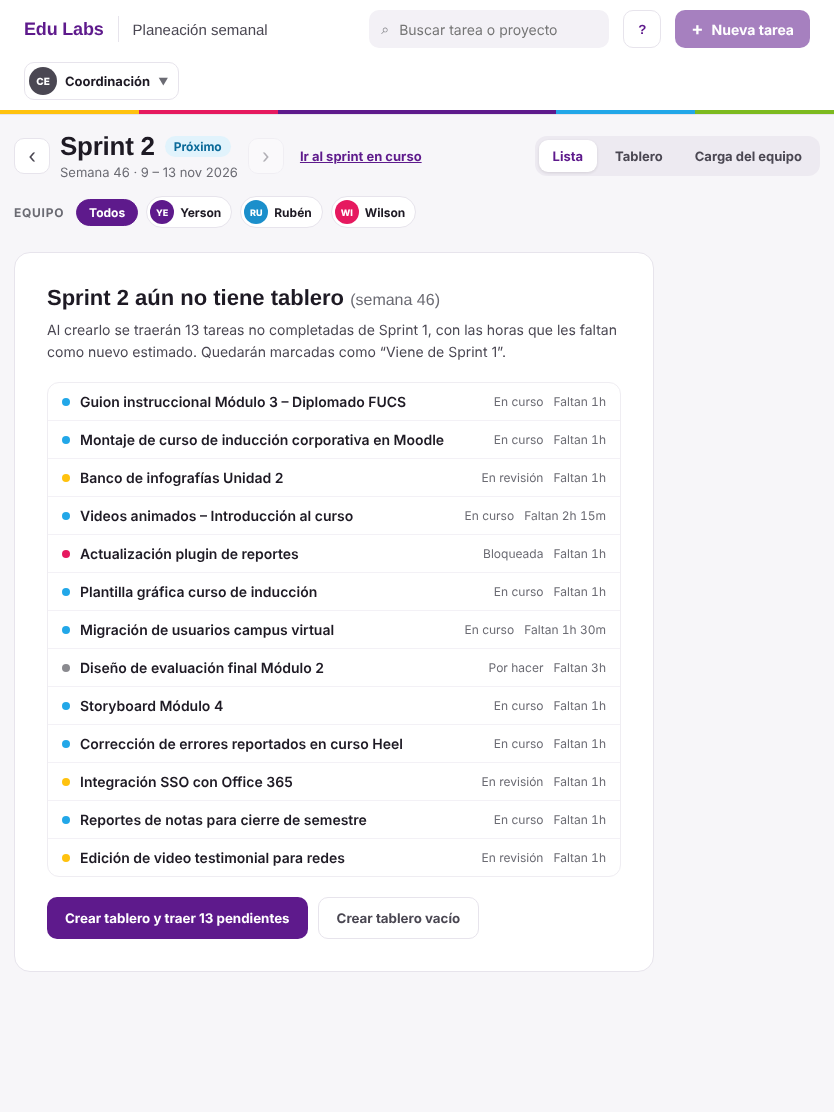 Edu Labs
Planeación semanal
Buscar tarea o proyecto
?
+ Nueva tarea
CE Coordinación ▼
‹
Sprint 2 Próximo
Semana 46 · 9 – 13 nov 2026
›
Ir al sprint en curso
Lista Tablero Carga del equipo
EQUIPO Todos YE Yerson RU Rubén WI Wilson
Sprint 2 aún no tiene tablero (semana 46)
Al crearlo se traerán 13 tareas no completadas de Sprint 1, con las horas que les faltan
como nuevo estimado. Quedarán marcadas como “Viene de Sprint 1”.
Guion instruccional Módulo 3 – Diplomado FUCS En curso Faltan 1h
Montaje de curso de inducción corporativa en Moodle En curso Faltan 1h
Banco de infografías Unidad 2 En revisión Faltan 1h
Videos animados – Introducción al curso En curso Faltan 2h 15m
Actualización plugin de reportes Bloqueada Faltan 1h
Plantilla gráfica curso de inducción En curso Faltan 1h
Migración de usuarios campus virtual En curso Faltan 1h 30m
Diseño de evaluación final Módulo 2 Por hacer Faltan 3h
Storyboard Módulo 4 En curso Faltan 1h
Corrección de errores reportados en curso Heel En curso Faltan 1h
Integración SSO con Office 365 En revisión Faltan 1h
Reportes de notas para cierre de semestre En curso Faltan 1h
Edición de video testimonial para redes En revisión Faltan 1h
Crear tablero y traer 13 pendientes
Crear tablero vacío